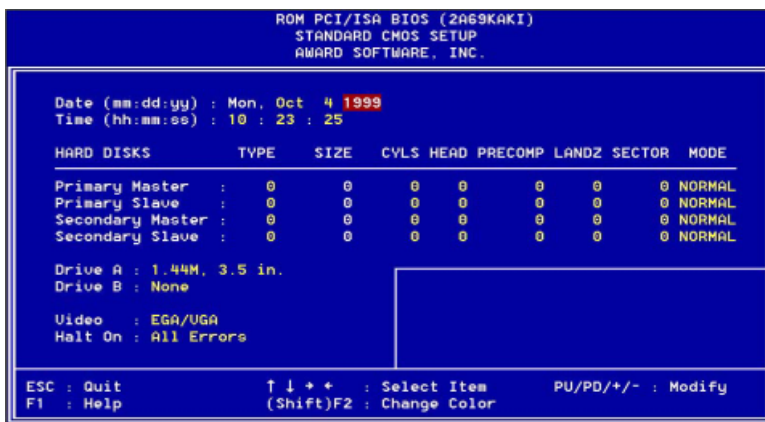 ROM PCI/ISA BIOS (2A69KAKI)
STANDARD CMOS SETUP
AWARD SOFTWARE, INC.
Date (mm:dd:yy) : Mon, Oct 4 1999
Time (hh:mm:ss) : 10 : 23 : 25
HARD DISKS TYPE SIZE CYLS HEAD PRECOMP LANDZ SECTOR MODE
Primary Master : 0 0 0 0 0 0 0 NORMAL
Primary Slave : 0 0 0 0 0 0 0 NORMAL
Secondary Master : 0 0 0 0 0 0 0 NORMAL
Secondary Slave : 0 0 0 0 0 0 0 NORMAL
Drive A : 1.44M, 3.5 in.
Drive B : None
Video : EGA/VGA
Halt On : All Errors
ESC : Quit ↑ ↓ → ← : Select Item PU/PD/+/- : Modify
F1 : Help (Shift)F2 : Change Color